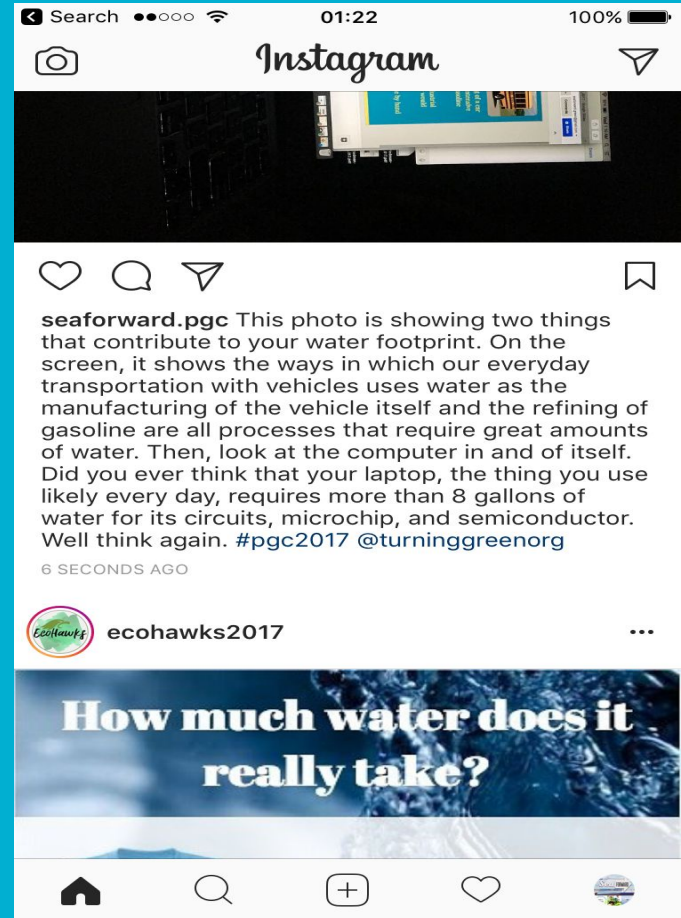 Search 01:22 100%
Instagram
seaforward.pgc This photo is showing two things
that contribute to your water footprint. On the
screen, it shows the ways in which our everyday
transportation with vehicles uses water as the
manufacturing of the vehicle itself and the refining of
gasoline are all processes that require great amounts
of water. Then, look at the computer in and of itself.
Did you ever think that your laptop, the thing you use
likely every day, requires more than 8 gallons of
water for its circuits, microchip, and semiconductor.
Well think again. #pgc2017 @turninggreenorg
6 SECONDS AGO
EcoHawks
ecohawks2017
How much water does it
really take?